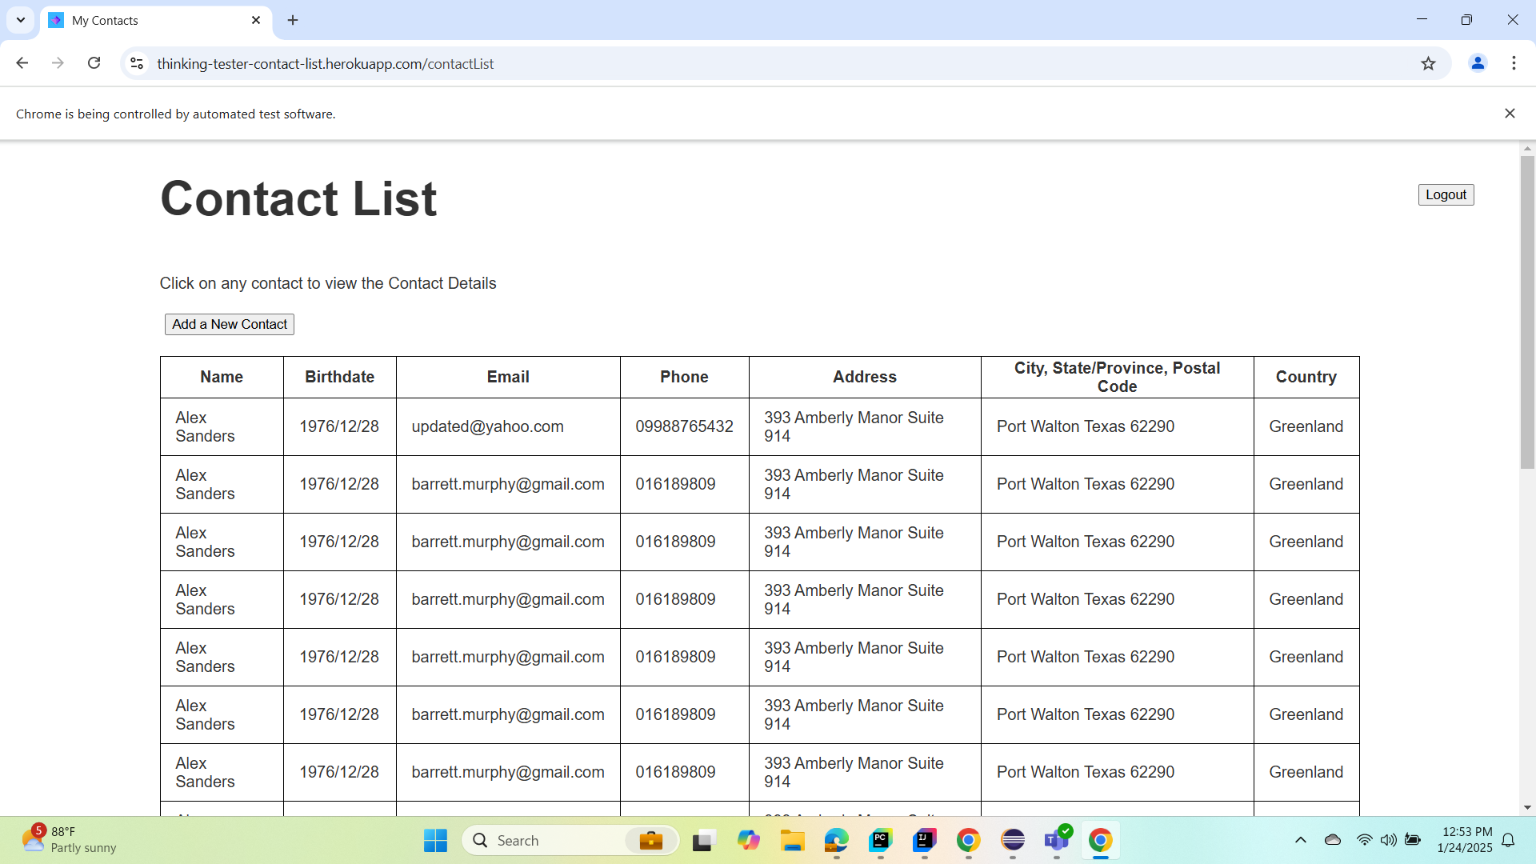 My Contacts
thinking-tester-contact-list.herokuapp.com/contactList
Chrome is being controlled by automated test software.
Contact List
Logout
Click on any contact to view the Contact Details
Add a New Contact
Name Birthdate Email Phone Address City, State/Province, Postal Code Country
Alex Sanders 1976/12/28 updated@yahoo.com 09988765432 393 Amberly Manor Suite 914 Port Walton Texas 62290 Greenland
Alex Sanders 1976/12/28 barrett.murphy@gmail.com 016189809 393 Amberly Manor Suite 914 Port Walton Texas 62290 Greenland
Alex Sanders 1976/12/28 barrett.murphy@gmail.com 016189809 393 Amberly Manor Suite 914 Port Walton Texas 62290 Greenland
Alex Sanders 1976/12/28 barrett.murphy@gmail.com 016189809 393 Amberly Manor Suite 914 Port Walton Texas 62290 Greenland
Alex Sanders 1976/12/28 barrett.murphy@gmail.com 016189809 393 Amberly Manor Suite 914 Port Walton Texas 62290 Greenland
Alex Sanders 1976/12/28 barrett.murphy@gmail.com 016189809 393 Amberly Manor Suite 914 Port Walton Texas 62290 Greenland
Alex Sanders 1976/12/28 barrett.murphy@gmail.com 016189809 393 Amberly Manor Suite 914 Port Walton Texas 62290 Greenland
5
88°F
Partly sunny
Search
PC
IJ
12:53 PM
1/24/2025